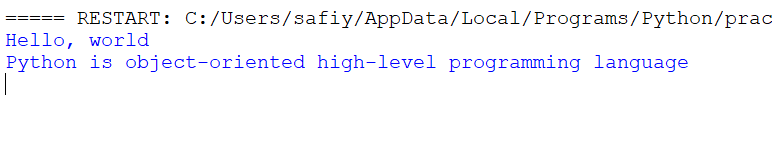 ===== RESTART: C:/Users/safiy/AppData/Local/Programs/Python/prac
Hello, world
Python is object-oriented high-level programming language